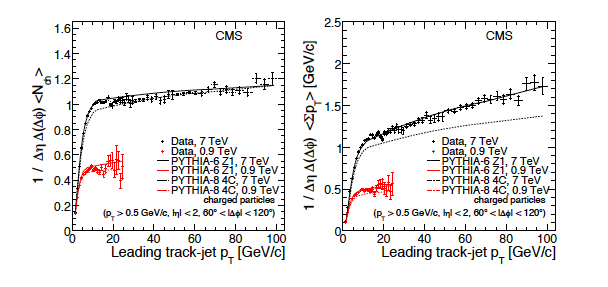 CMS
1 / Δη Δ(Δφ) <N_ch>
1.6
1.4
1.2
1
0.8
0.6
0.4
0.2
0
Data, 7 TeV
Data, 0.9 TeV
PYTHIA-6 Z1, 7 TeV
PYTHIA-6 Z1, 0.9 TeV
PYTHIA-8 4C, 7 TeV
PYTHIA-8 4C, 0.9 TeV
charged particles
(p_T > 0.5 GeV/c, |η| < 2, 60° < |Δφ| < 120°)
0 20 40 60 80 100
Leading track-jet p_T [GeV/c]
CMS
1 / Δη Δ(Δφ) <Σp_T> [GeV/c]
2.5
2
1.5
1
0.5
0
Data, 7 TeV
Data, 0.9 TeV
PYTHIA-6 Z1, 7 TeV
PYTHIA-6 Z1, 0.9 TeV
PYTHIA-8 4C, 7 TeV
PYTHIA-8 4C, 0.9 TeV
charged particles
(p_T > 0.5 GeV/c, |η| < 2, 60° < |Δφ| < 120°)
0 20 40 60 80 100
Leading track-jet p_T [GeV/c]